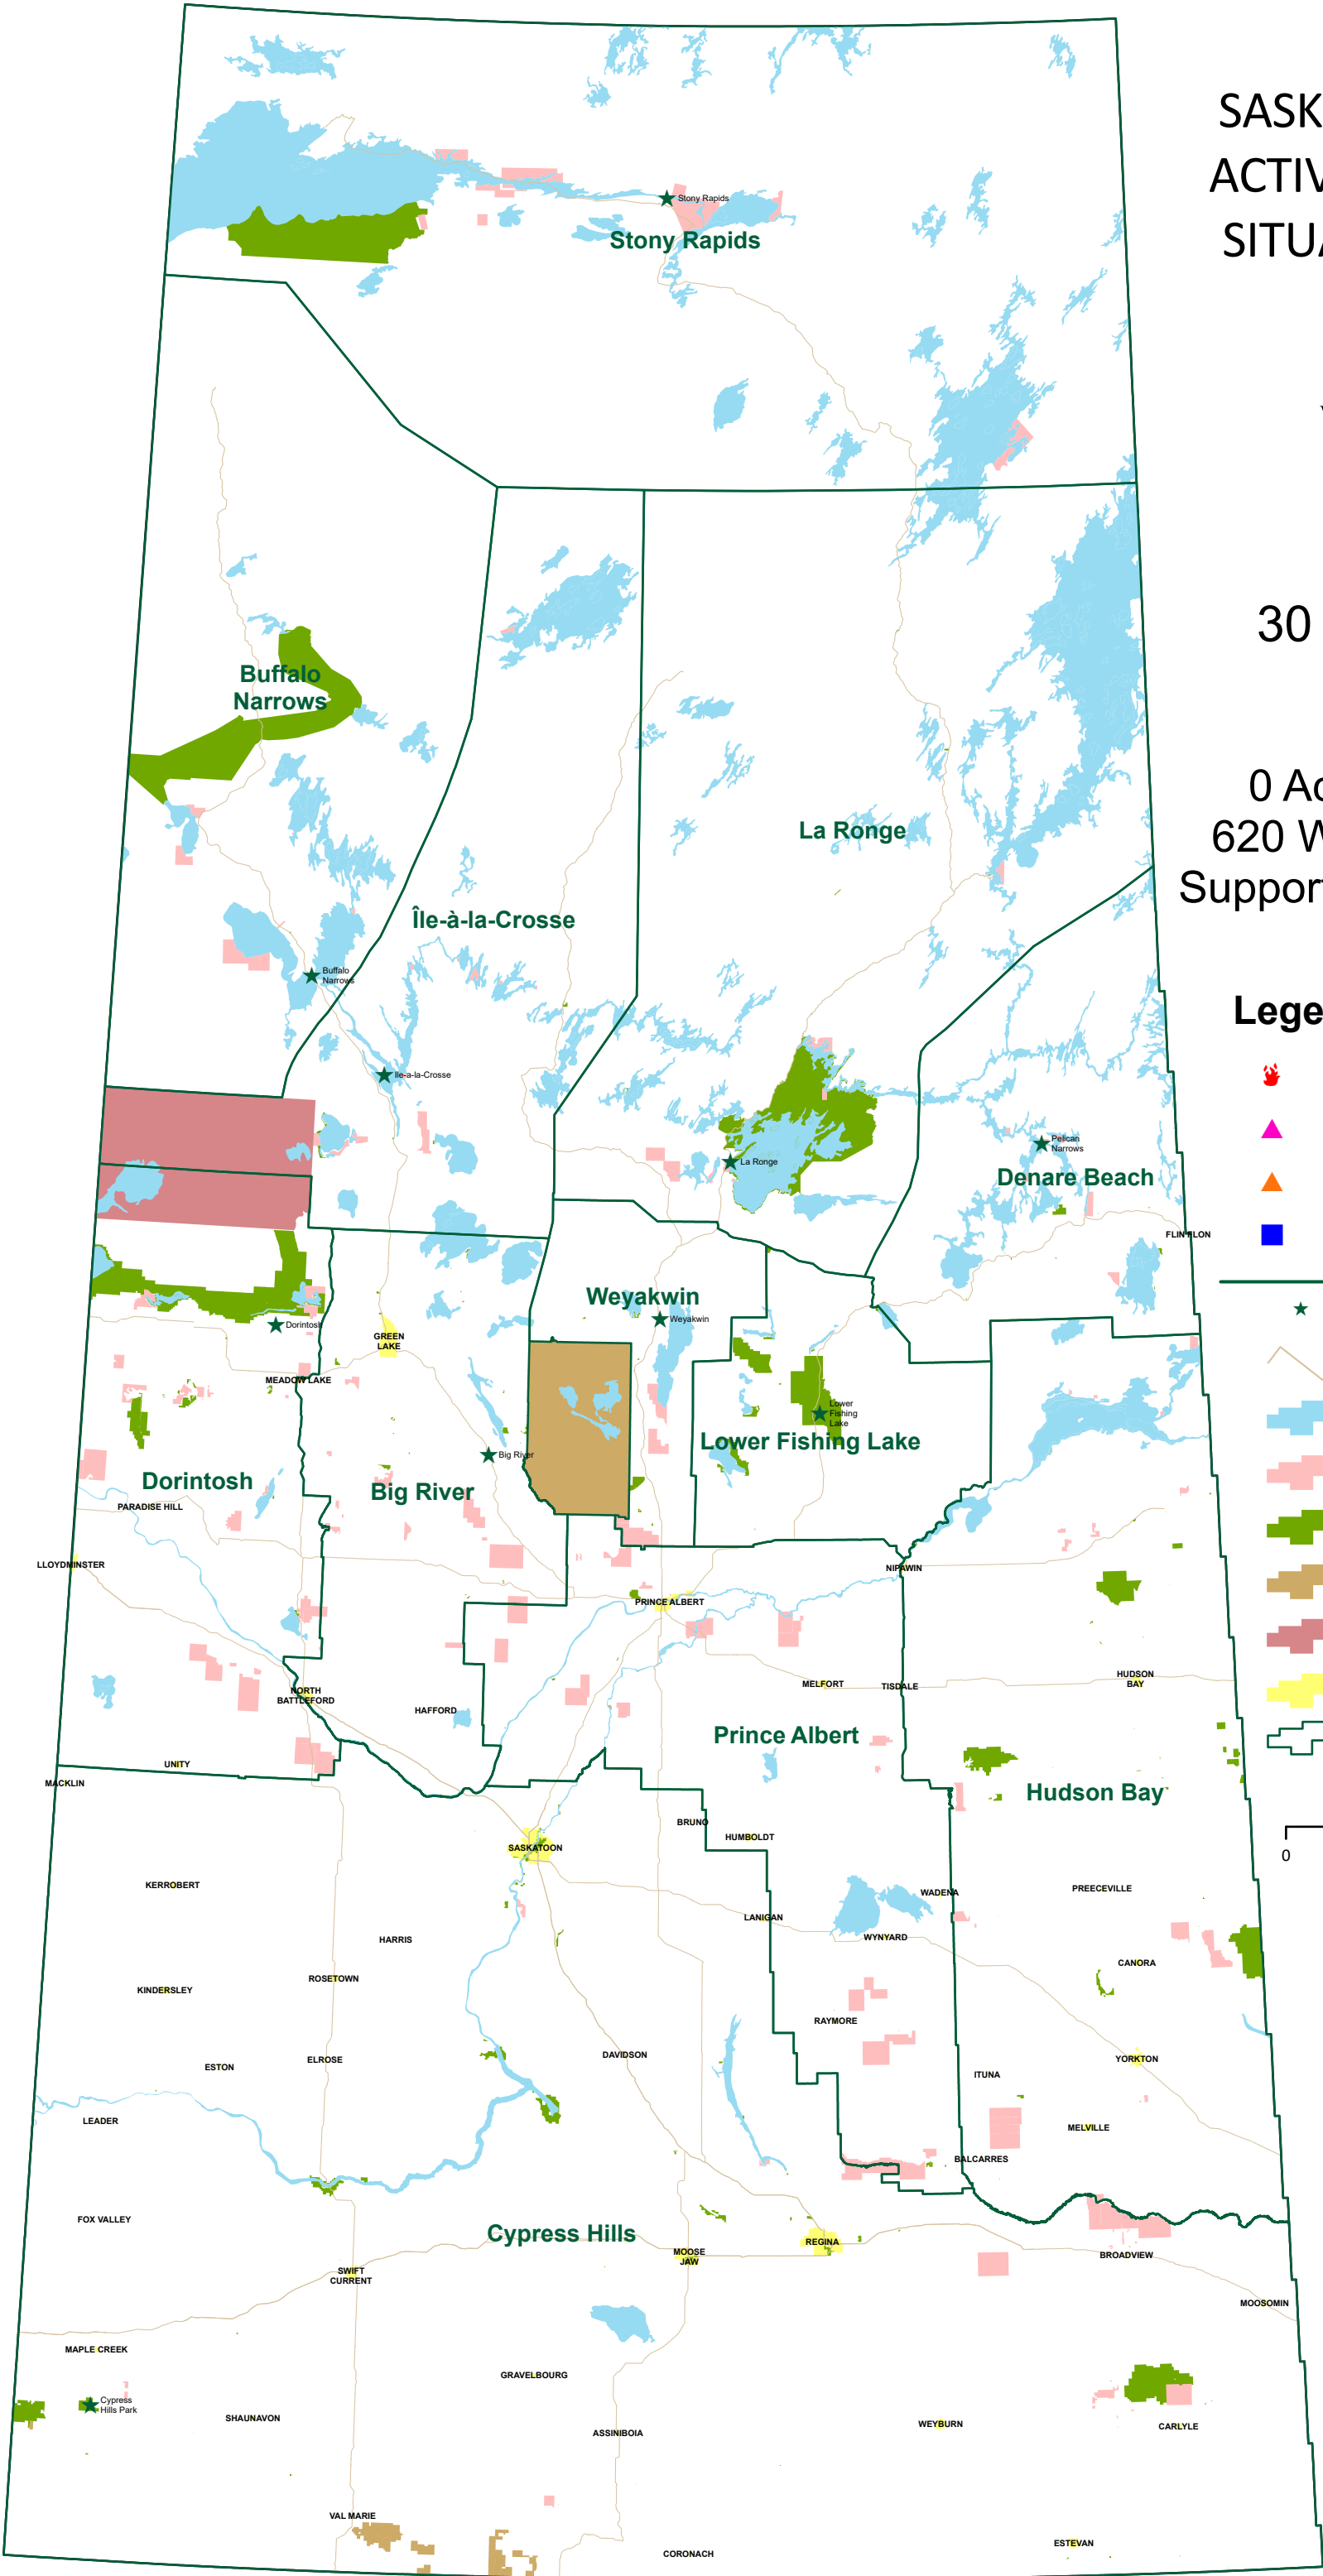 SASK
ACTIV
SITUA
30
0 Ac
620 W
Support
Lege
0
Stony Rapids
Stony Rapids
Buffalo
Narrows
La Ronge
Île-à-la-Crosse
Buffalo
Narrows
Ile-a-la-Crosse
La Ronge
Pelican
Narrows
Denare Beach
FLIN FLON
Weyakwin
Weyakwin
Dorintosh
GREEN
LAKE
MEADOW LAKE
Lower
Fishing
Lake
Lower Fishing Lake
Big River
Dorintosh
Big River
PARADISE HILL
LLOYDMINSTER
NIPAWIN
PRINCE ALBERT
HUDSON
BAY
MELFORT
TISDALE
NORTH
BATTLEFORD
HAFFORD
Prince Albert
UNITY
MACKLIN
Hudson Bay
BRUNO
HUMBOLDT
SASKATOON
KERROBERT
PREECEVILLE
WADENA
LANIGAN
WYNYARD
HARRIS
CANORA
ROSETOWN
KINDERSLEY
RAYMORE
DAVIDSON
YORKTON
ELROSE
ESTON
ITUNA
LEADER
MELVILLE
BALCARRES
FOX VALLEY
Cypress Hills
REGINA
MOOSE
JAW
BROADVIEW
SWIFT
CURRENT
MOOSOMIN
MAPLE CREEK
GRAVELBOURG
Cypress
Hills Park
SHAUNAVON
WEYBURN
CARLYLE
ASSINIBOIA
VAL MARIE
ESTEVAN
CORONACH